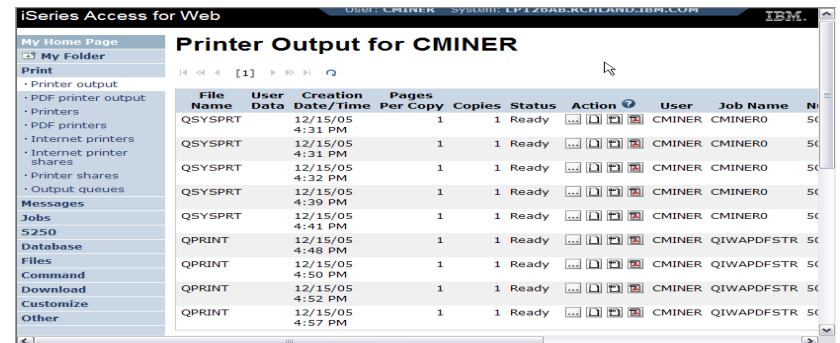 iSeries Access for Web
User: CMINER System: LPT26AB.RCHLAND.IBM.COM
IBM.
My Home Page
My Folder
Print
· Printer output
· PDF printer output
· Printers
· PDF printers
· Internet printers
· Internet printer
shares
· Printer shares
· Output queues
Messages
Jobs
5250
Database
Files
Command
Download
Customize
Other
Printer Output for CMINER
[1]
File Name User Data Creation Date/Time Pages Per Copy Copies Status Action ? User Job Name
QSYSPRT 12/15/05 4:31 PM 1 1 Ready ... CMINER CMINER0
QSYSPRT 12/15/05 4:31 PM 1 1 Ready ... CMINER CMINER0
QSYSPRT 12/15/05 4:32 PM 1 1 Ready ... CMINER CMINER0
QSYSPRT 12/15/05 4:39 PM 1 1 Ready ... CMINER CMINER0
QSYSPRT 12/15/05 4:41 PM 1 1 Ready ... CMINER CMINER0
QPRINT 12/15/05 4:48 PM 1 1 Ready ... CMINER QIWAPDFSTR
QPRINT 12/15/05 4:50 PM 1 1 Ready ... CMINER QIWAPDFSTR
QPRINT 12/15/05 4:52 PM 1 1 Ready ... CMINER QIWAPDFSTR
QPRINT 12/15/05 4:57 PM 1 1 Ready ... CMINER QIWAPDFSTR